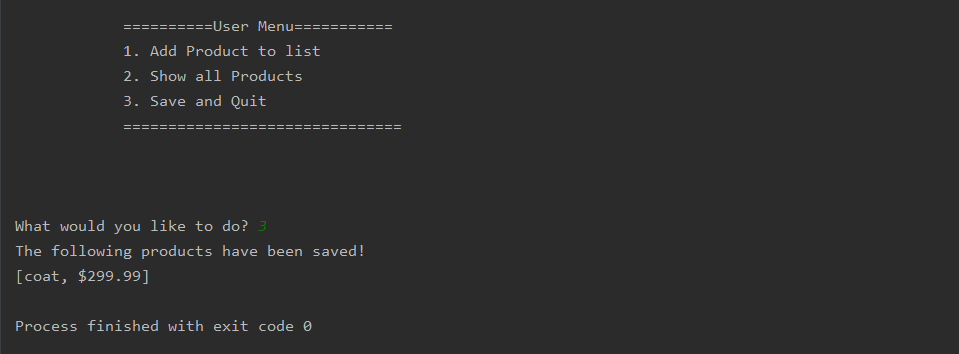 ==========User Menu===========
1. Add Product to list
2. Show all Products
3. Save and Quit
===============================
What would you like to do? 3
The following products have been saved!
[coat, $299.99]
Process finished with exit code 0